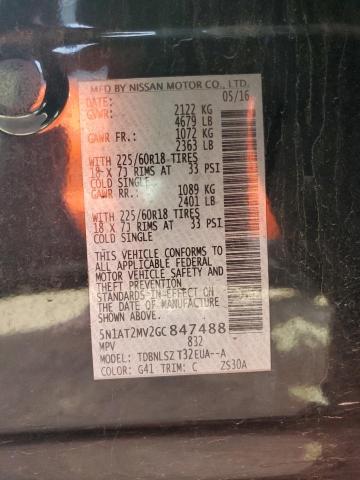 MFD BY NISSAN MOTOR CO., LTD.
DATE: 05/16
GVWR: 2122 KG
4679 LB
GAWR FR.: 1072 KG
2363 LB
WITH 225/60R18 TIRES
18 X 7J RIMS AT 33 PSI
COLD SINGLE
GAWR RR.: 1089 KG
2401 LB
WITH 225/60R18 TIRES
18 X 7J RIMS AT 33 PSI
COLD SINGLE
THIS VEHICLE CONFORMS TO
ALL APPLICABLE FEDERAL
MOTOR VEHICLE SAFETY
AND THEFT PREVENTION
STANDARDS IN EFFECT ON
THE DATE OF MANUFACTURE
SHOWN ABOVE.
5N1AT2MV2GC847488
MPV 832
MODEL: TDBNLSZ T32EUA--A
COLOR: G41 TRIM: C ZS30A